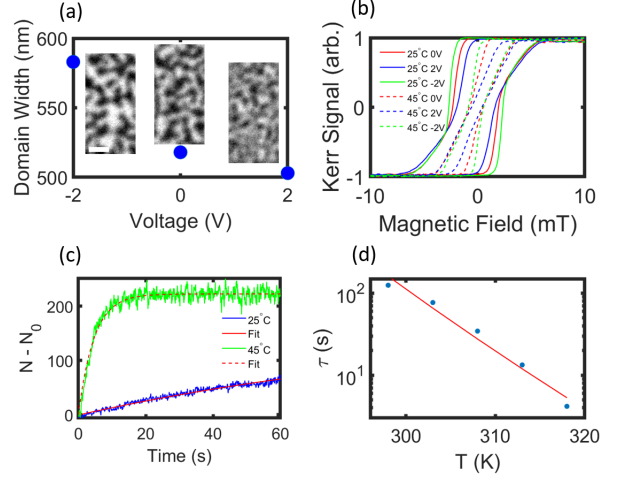 (a)
600
550
500
Domain Width (nm)
-2
0
2
Voltage (V)
(b)
1
0
-1
Kerr Signal (arb.)
25°C 0V
25°C 2V
25°C -2V
45°C 0V
45°C 2V
45°C -2V
-10
0
10
Magnetic Field (mT)
(c)
200
100
0
N - N₀
25°C
Fit
45°C
Fit
0
20
40
60
Time (s)
(d)
10²
10¹
τ (s)
300
310
320
T (K)